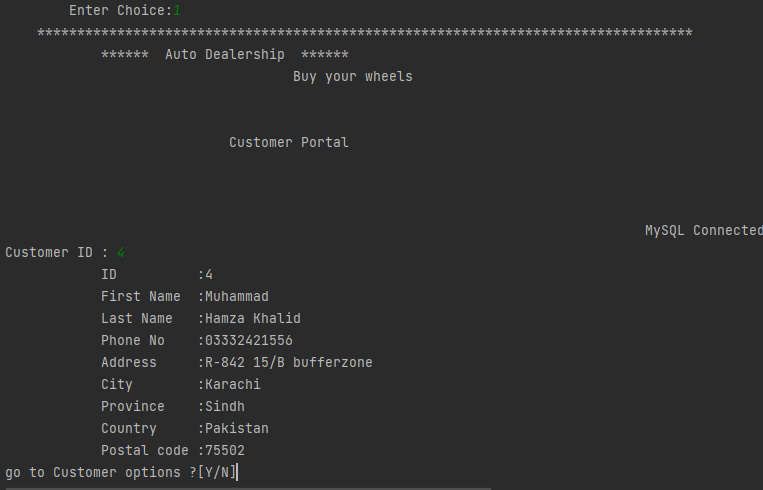 Enter Choice:1
**********************************************************************************
****** Auto Dealership ******
Buy your wheels
Customer Portal
MySQL Connected
Customer ID : 4
ID :4
First Name :Muhammad
Last Name :Hamza Khalid
Phone No :03332421556
Address :R-842 15/B bufferzone
City :Karachi
Province :Sindh
Country :Pakistan
Postal code :75502
go to Customer options ?[Y/N]